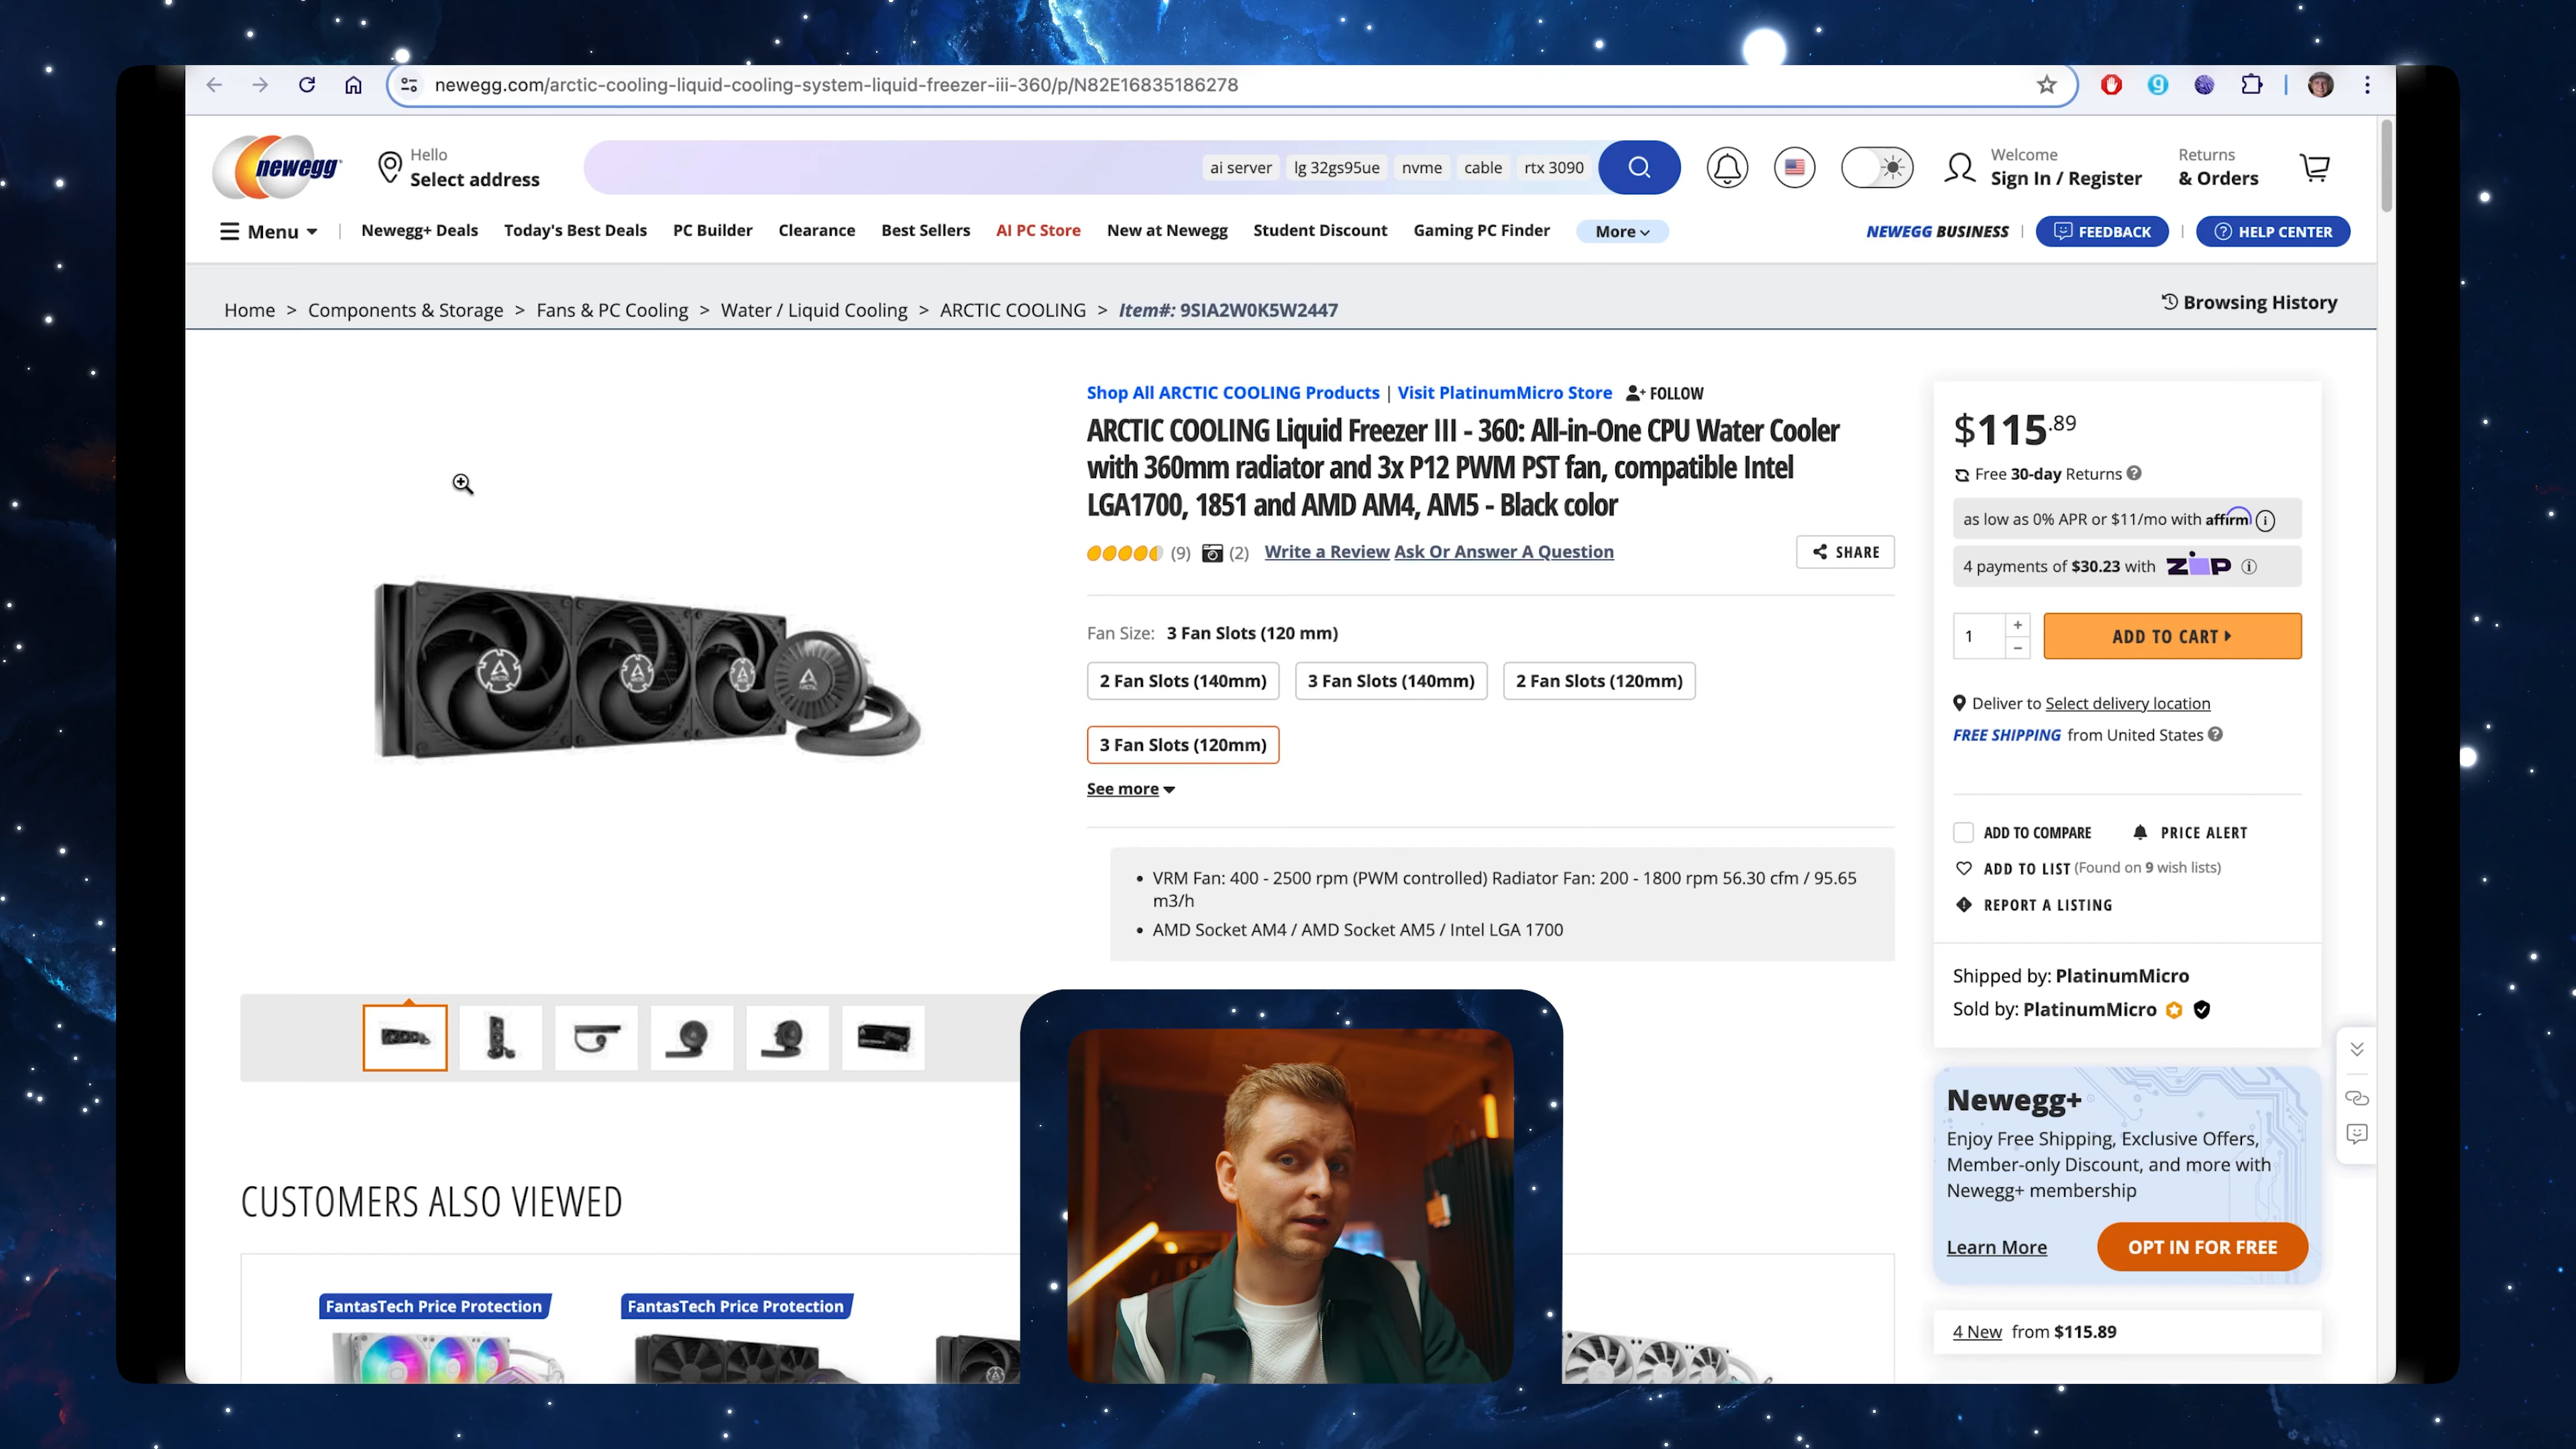 newegg.com/arctic-cooling-liquid-cooling-system-liquid-freezer-iii-360/p/N82E16835186278
newegg
Hello
Select address
ai server
lg 32gs95ue
nvme
cable
rtx 3090
Welcome
Sign In / Register
Returns
& Orders
Menu
Newegg+ Deals
Today's Best Deals
PC Builder
Clearance
Best Sellers
AI PC Store
New at Newegg
Student Discount
Gaming PC Finder
More
NEWEGG BUSINESS
FEEDBACK
HELP CENTER
Home > Components & Storage > Fans & PC Cooling > Water / Liquid Cooling > ARCTIC COOLING > Item#: 9SIA2W0K5W2447
Browsing History
Shop All ARCTIC COOLING Products | Visit PlatinumMicro Store FOLLOW
ARCTIC COOLING Liquid Freezer III - 360: All-in-One CPU Water Cooler
with 360mm radiator and 3x P12 PWM PST fan, compatible Intel
LGA1700, 1851 and AMD AM4, AM5 - Black color
(9) (2) Write a Review Ask Or Answer A Question
SHARE
Fan Size: 3 Fan Slots (120 mm)
2 Fan Slots (140mm)
3 Fan Slots (140mm)
2 Fan Slots (120mm)
3 Fan Slots (120mm)
See more
• VRM Fan: 400 - 2500 rpm (PWM controlled) Radiator Fan: 200 - 1800 rpm 56.30 cfm / 95.65
m3/h
• AMD Socket AM4 / AMD Socket AM5 / Intel LGA 1700
$115.89
Free 30-day Returns
as low as 0% APR or $11/mo with affirm
4 payments of $30.23 with ZIP
1
ADD TO CART
Deliver to Select delivery location
FREE SHIPPING from United States
ADD TO COMPARE
PRICE ALERT
ADD TO LIST (Found on 9 wish lists)
REPORT A LISTING
Shipped by: PlatinumMicro
Sold by: PlatinumMicro
Newegg+
Enjoy Free Shipping, Exclusive Offers,
Member-only Discount, and more with
Newegg+ membership
Learn More
OPT IN FOR FREE
4 New from $115.89
CUSTOMERS ALSO VIEWED
FantasTech Price Protection
FantasTech Price Protection